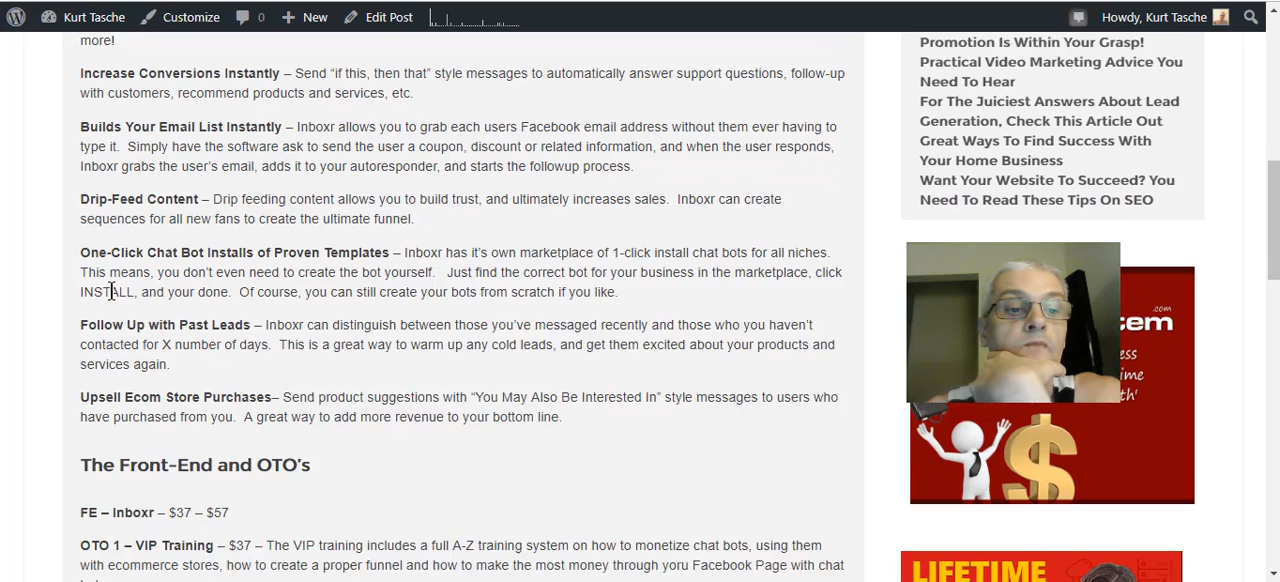 Kurt Tasche Customize 0 New Edit Post Howdy, Kurt Tasche
more!
Increase Conversions Instantly – Send “if this, then that” style messages to automatically answer support questions, follow-up
with customers, recommend products and services, etc.
Builds Your Email List Instantly – Inboxr allows you to grab each users Facebook email address without them ever having to
type it. Simply have the software ask to send the user a coupon, discount or related information, and when the user responds,
Inboxr grabs the user’s email, adds it to your autoresponder, and starts the followup process.
Drip-Feed Content – Drip feeding content allows you to build trust, and ultimately increases sales. Inboxr can create
sequences for all new fans to create the ultimate funnel.
One-Click Chat Bot Installs of Proven Templates – Inboxr has it’s own marketplace of 1-click install chat bots for all niches.
This means, you don’t even need to create the bot yourself. Just find the correct bot for your business in the marketplace, click
INSTALL, and your done. Of course, you can still create your bots from scratch if you like.
Follow Up with Past Leads – Inboxr can distinguish between those you’ve messaged recently and those who you haven’t
contacted for X number of days. This is a great way to warm up any cold leads, and get them excited about your products and
services again.
Upsell Ecom Store Purchases– Send product suggestions with “You May Also Be Interested In” style messages to users who
have purchased from you. A great way to add more revenue to your bottom line.
The Front-End and OTO’s
FE – Inboxr – $37 – $57
OTO 1 – VIP Training – $37 – The VIP training includes a full A-Z training system on how to monetize chat bots, using them
with ecommerce stores, how to create a proper funnel and how to make the most money through yoru Facebook Page with chat
Promotion Is Within Your Grasp!
Practical Video Marketing Advice You
Need To Hear
For The Juiciest Answers About Lead
Generation, Check This Article Out
Great Ways To Find Success With
Your Home Business
Want Your Website To Succeed? You
Need To Read These Tips On SEO
.com
tem
ess
ime
th'
LIFETIME